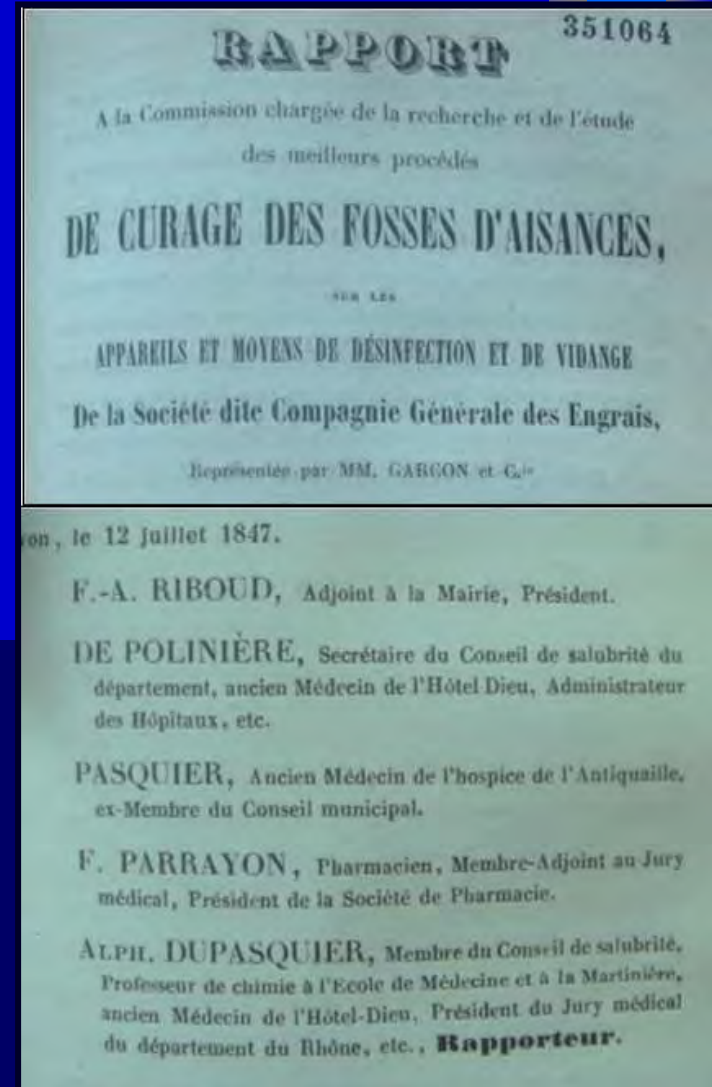 351064
RAPPORT
A la Commission chargée de la recherche et de l'étude
des meilleurs procédés
DE CURAGE DES FOSSES D'AISANCES,
SUR LES
APPAREILS ET MOYENS DE DÉSINFECTION ET DE VIDANGE
De la Société dite Compagnie Générale des Engrais,
Représentée par MM. GARÇON et C.ie
on, le 12 Juillet 1847.
F.-A. RIBOUD, Adjoint à la Mairie, Président.
DE POLINIÈRE, Secrétaire du Conseil de salubrité du
département, ancien Médecin de l'Hôtel Dieu, Administrateur
des Hôpitaux, etc.
PASQUIER, Ancien Médecin de l'hospice de l'Antiquaille,
ex-Membre du Conseil municipal.
F. PARRAYON, Pharmacien, Membre-Adjoint au Jury
médical, Président de la Société de Pharmacie.
ALPH. DUPASQUIER, Membre du Conseil de salubrité,
Professeur de chimie à l'Ecole de Médecine et à la Martinière,
ancien Médecin de l'Hôtel-Dieu, Président du Jury médical
du département du Rhône, etc., Rapporteur.